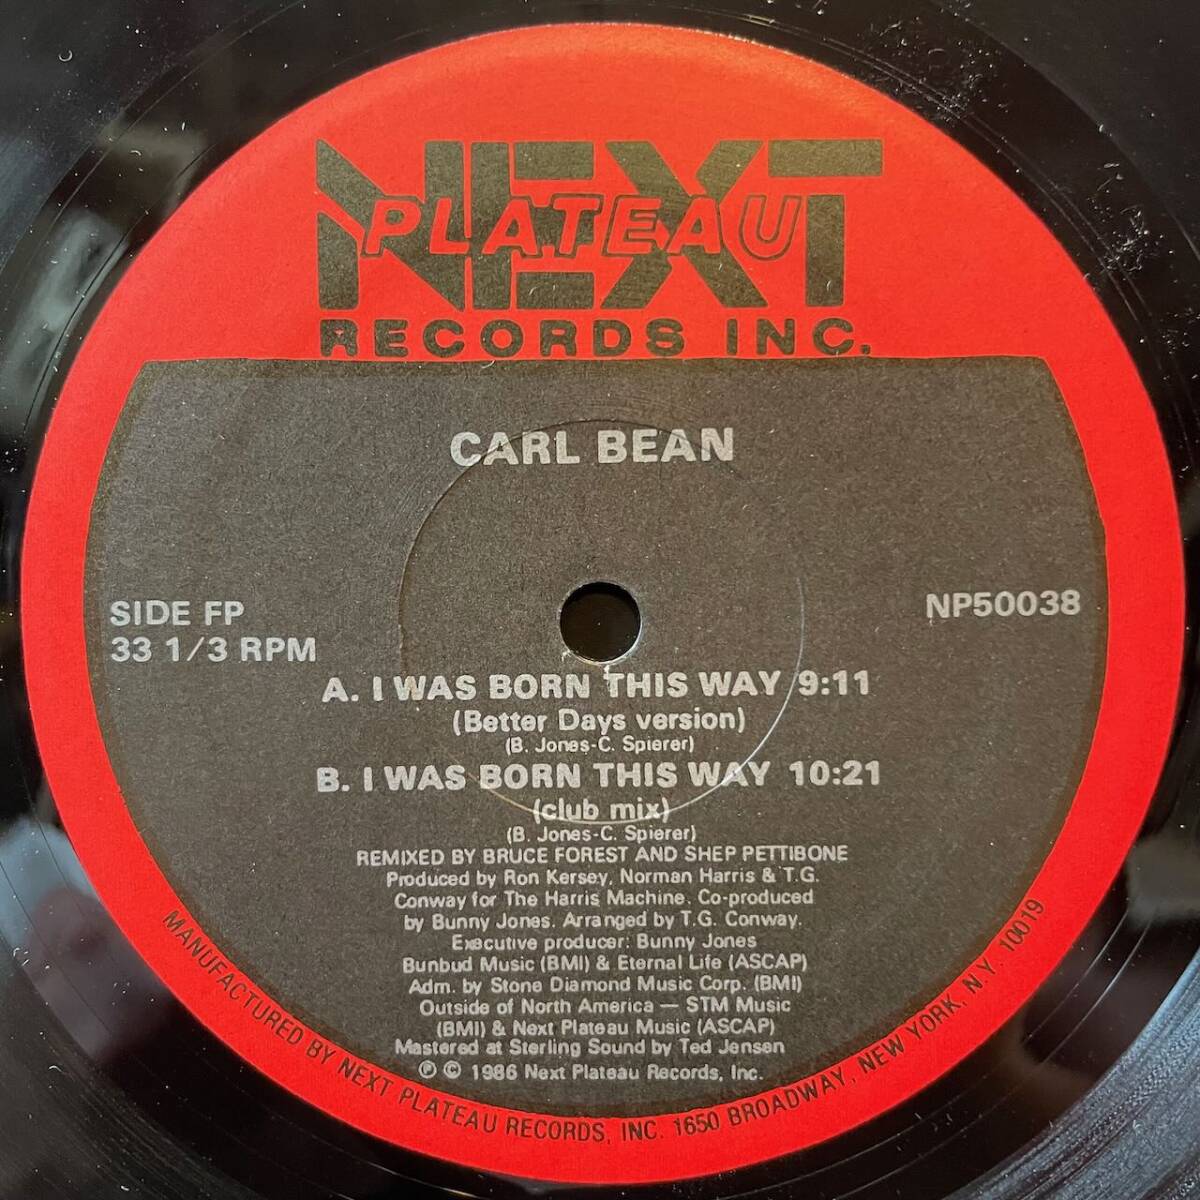 NEXT
PLATEAU
RECORDS INC.
CARL BEAN
SIDE FP
33 1/3 RPM
NP50038
A. I WAS BORN THIS WAY 9:11
(Better Days version)
(B. Jones-C. Spierer)
B. I WAS BORN THIS WAY 10:21
(club mix)
(B. Jones-C. Spierer)
REMIXED BY BRUCE FOREST AND SHEP PETTIBONE
Produced by Ron Kersey, Norman Harris & T.G.
Conway for The Harris Machine. Co-produced
by Bunny Jones. Arranged by T.G. Conway.
Executive producer: Bunny Jones
Bunbud Music (BMI) & Eternal Life (ASCAP)
Adm. by Stone Diamond Music Corp. (BMI)
Outside of North America — STM Music
(BMI) & Next Plateau Music (ASCAP)
Mastered at Sterling Sound by Ted Jensen
℗ © 1986 Next Plateau Records, Inc.
MANUFACTURED BY NEXT PLATEAU RECORDS, INC. 1650 BROADWAY, NEW YORK, N.Y. 10019